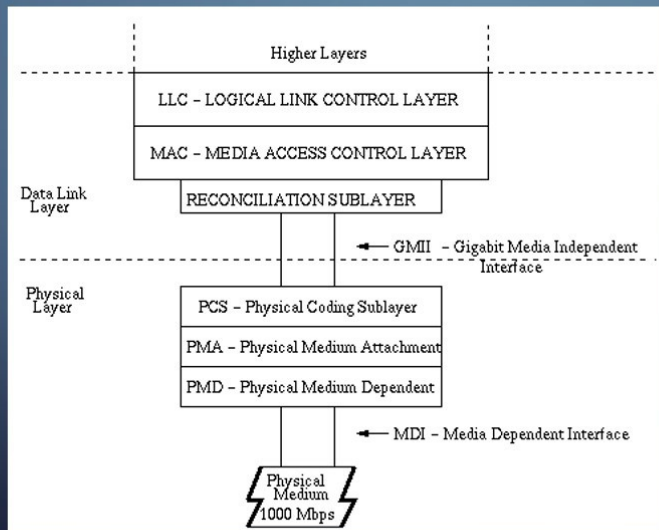 Higher Layers
LLC – LOGICAL LINK CONTROL LAYER
MAC – MEDIA ACCESS CONTROL LAYER
Data Link
Layer
RECONCILIATION SUBLAYER
GMII – Gigabit Media Independent
Interface
Physical
Layer
PCS – Physical Coding Sublayer
PMA – Physical Medium Attachment
PMD – Physical Medium Dependent
MDI – Media Dependent Interface
Physical
Medium
1000 Mbps